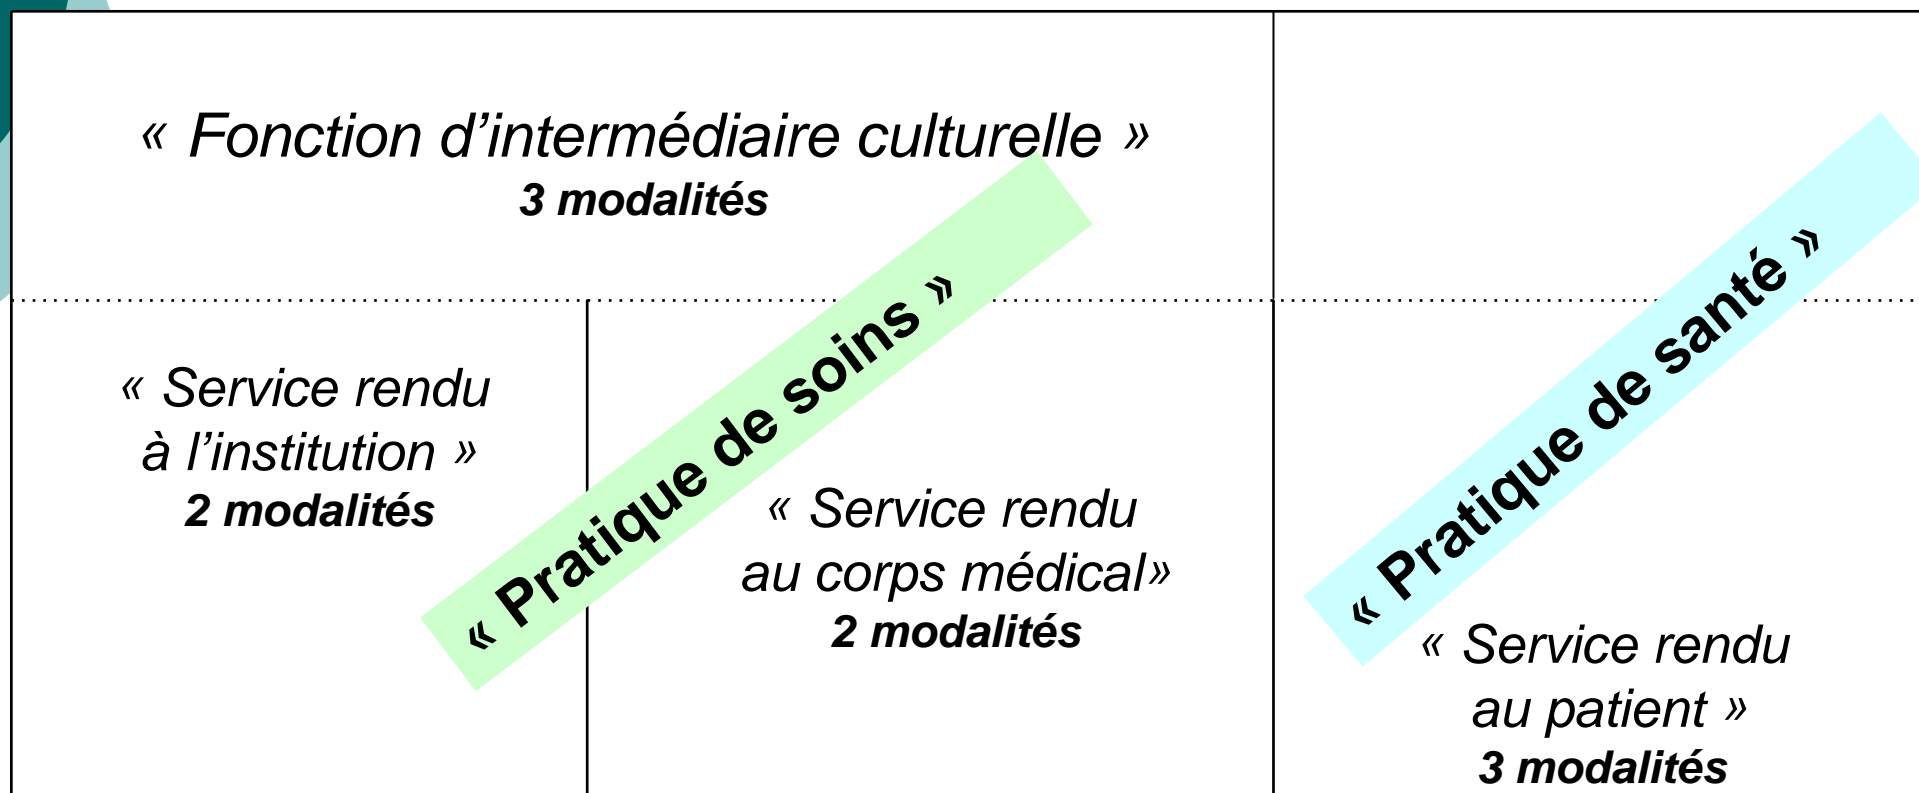 « Fonction d’intermédiaire culturelle »
3 modalités
« Service rendu
à l’institution »
2 modalités
« Pratique de soins »
« Service rendu
au corps médical»
2 modalités
« Pratique de santé »
« Service rendu
au patient »
3 modalités